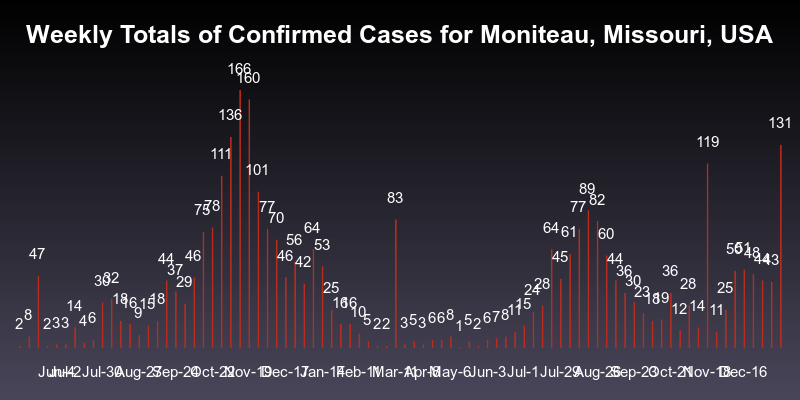 Weekly Totals of Confirmed Cases for Moniteau, Missouri, USA
2 8 47 2 3 3 14 4 6 30 32 18 16 9 15 18 44 37 29 46 75 78 111 136 166 160 101 77 70 46 56 42 64 53 25 16 16 10 5 2 2 83 3 5 3 6 6 8 1 5 2 6 7 8 11 15 24 28 64 45 61 77 89 82 60 44 36 30 23 18 19 36 12 28 14 119 11 25 50 51 48 44 43 131
Jun-4 Jul-2 Jul-30 Aug-27 Sep-24 Oct-22 Nov-19 Dec-17 Jan-14 Feb-11 Mar-11 Apr-8 May-6 Jun-3 Jul-1 Jul-29 Aug-26 Sep-23 Oct-21 Nov-18 Dec-16